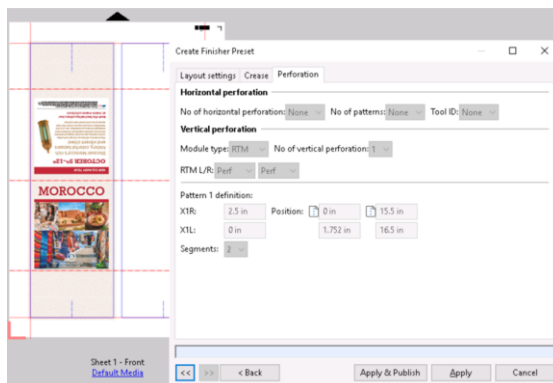 Create Finisher Preset
Layout settings Crease Perforation
Horizontal perforation
No of horizontal perforation: None No of patterns: None Tool ID: None
Vertical perforation
Module type: RTM No of vertical perforation: 1
RTM L/R: Perf Perf
Pattern 1 definition:
X1R: 2.5 in Position: 0 in 15.5 in
X1L: 0 in 1.752 in 16.5 in
Segments: 2
<< >> < Back Apply & Publish Apply Cancel
OCTOBER 5th-12th
MOROCCO
Sheet 1 - Front
Default Media